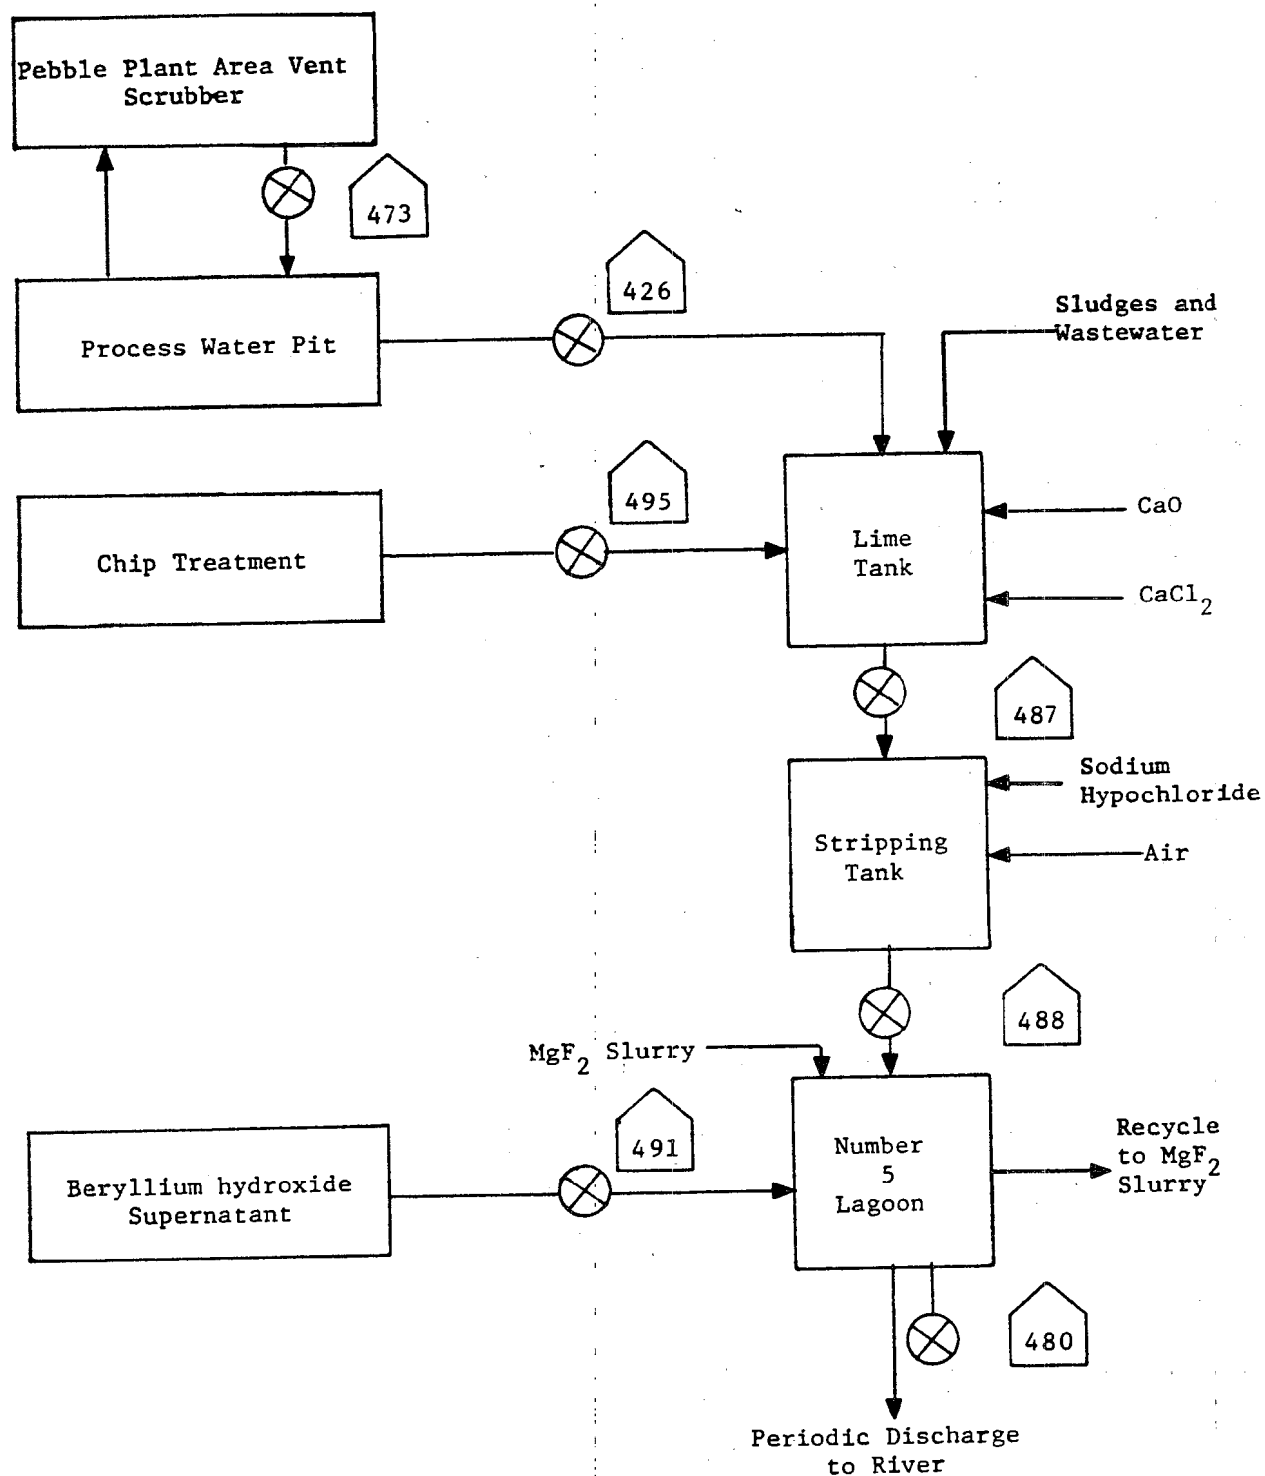 Pebble Plant Area Vent
Scrubber
473
426
Process Water Pit
Sludges and
Wastewater
495
Chip Treatment
Lime
Tank
CaO
CaCl2
487
Sodium
Hypochloride
Stripping
Tank
Air
488
MgF2 Slurry
491
Beryllium hydroxide
Supernatant
Number
5
Lagoon
Recycle
to MgF2
Slurry
480
Periodic Discharge
to River